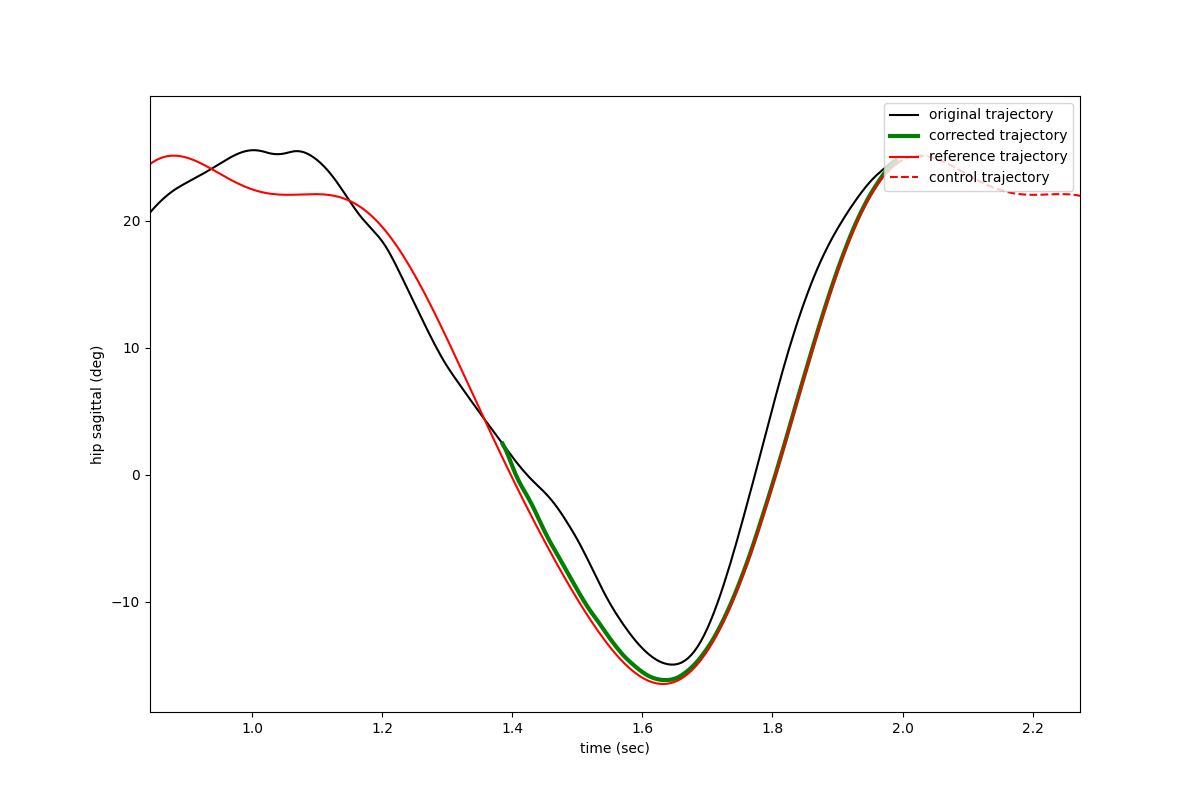 original trajectory
corrected trajectory
reference trajectory
control trajectory
hip sagittal (deg)
20
10
0
−10
1.0 1.2 1.4 1.6 1.8 2.0 2.2
time (sec)